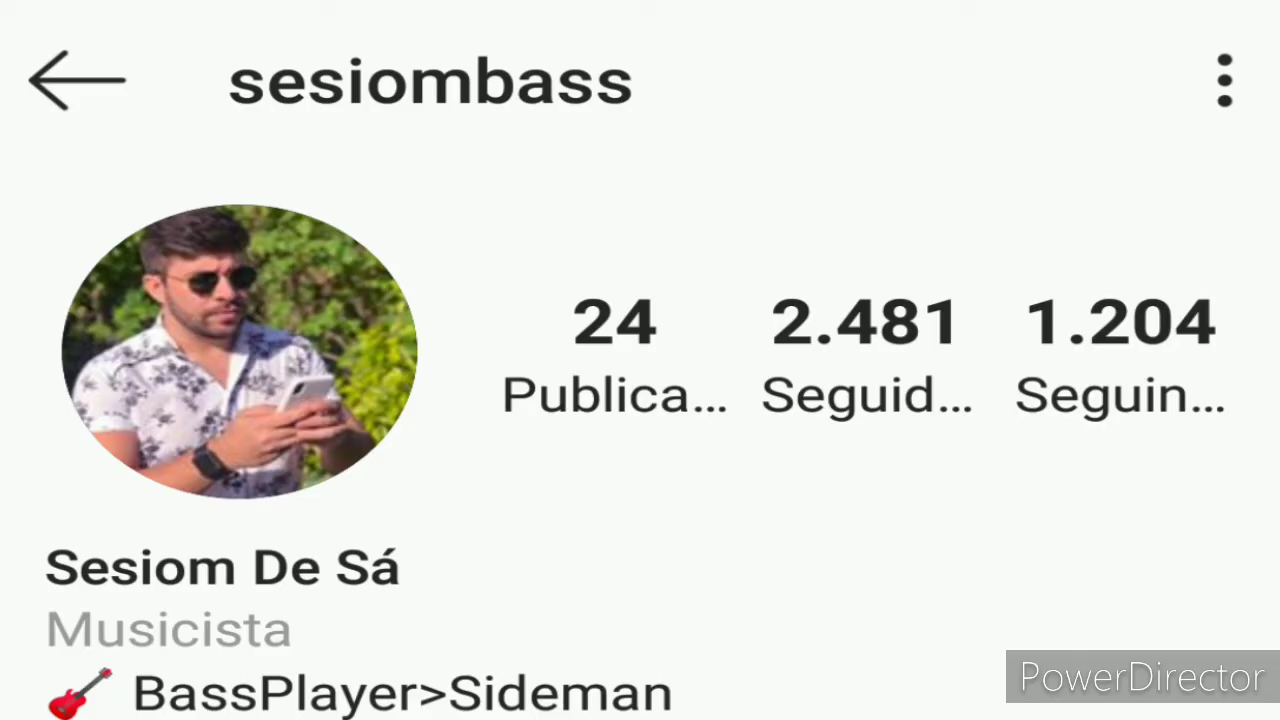 sesiombass
24 2.481 1.204
Publica... Seguid... Seguin...
Sesiom De Sá
Musicista
🎸 BassPlayer>Sideman
PowerDirector